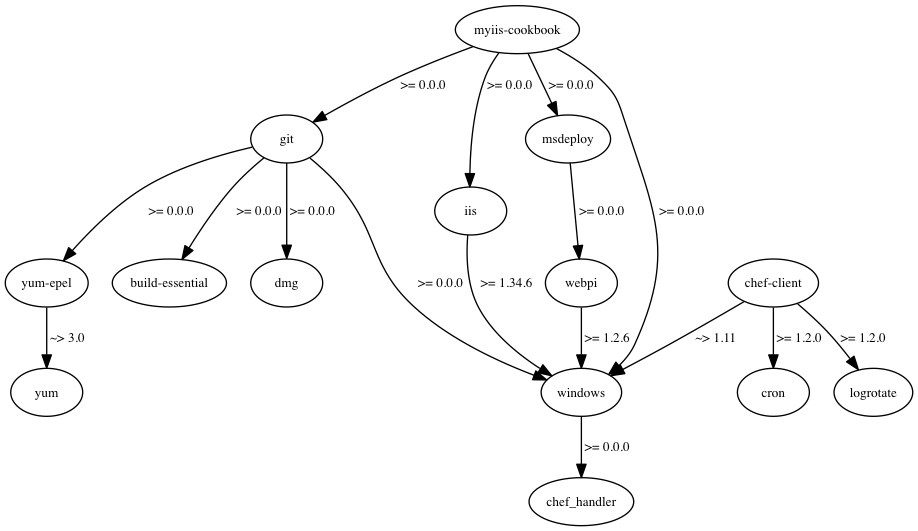 myiis-cookbook
>= 0.0.0
>= 0.0.0
>= 0.0.0
git
msdeploy
>= 0.0.0
>= 0.0.0
>= 0.0.0
iis
>= 0.0.0
>= 0.0.0
yum-epel
build-essential
dmg
>= 0.0.0
>= 1.34.6
webpi
chef-client
~> 3.0
>= 1.2.6
~> 1.11
>= 1.2.0
>= 1.2.0
yum
windows
cron
logrotate
>= 0.0.0
chef_handler